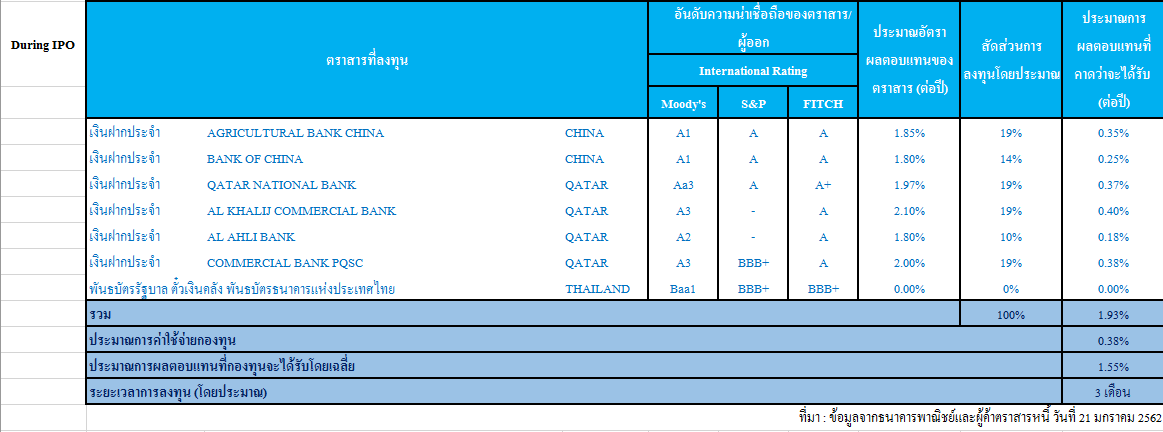 During IPO
ตราสารที่ลงทุน
อันดับความน่าเชื่อถือของตราสาร/
ผู้ออก
International Rating
Moody's S&P FITCH
ประมาณอัตรา
ผลตอบแทนของ
ตราสาร (ต่อปี)
สัดส่วนการ
ลงทุนโดยประมาณ
ประมาณการ
ผลตอบแทนที่
คาดว่าจะได้รับ
(ต่อปี)
เงินฝากประจำ AGRICULTURAL BANK CHINA CHINA A1 A A 1.85% 19% 0.35%
เงินฝากประจำ BANK OF CHINA CHINA A1 A A 1.80% 14% 0.25%
เงินฝากประจำ QATAR NATIONAL BANK QATAR Aa3 A A+ 1.97% 19% 0.37%
เงินฝากประจำ AL KHALIJ COMMERCIAL BANK QATAR A3 - A 2.10% 19% 0.40%
เงินฝากประจำ AL AHLI BANK QATAR A2 - A 1.80% 10% 0.18%
เงินฝากประจำ COMMERCIAL BANK PQSC QATAR A3 BBB+ A 2.00% 19% 0.38%
พันธบัตรรัฐบาล ตั๋วเงินคลัง พันธบัตรธนาคารแห่งประเทศไทย THAILAND Baa1 BBB+ BBB+ 0.00% 0% 0.00%
รวม 100% 1.93%
ประมาณการค่าใช้จ่ายกองทุน 0.38%
ประมาณการผลตอบแทนที่กองทุนจะได้รับโดยเฉลี่ย 1.55%
ระยะเวลาการลงทุน (โดยประมาณ) 3 เดือน
ที่มา : ข้อมูลจากธนาคารพาณิชย์และผู้ค้าตราสารหนี้ วันที่ 21 มกราคม 2562